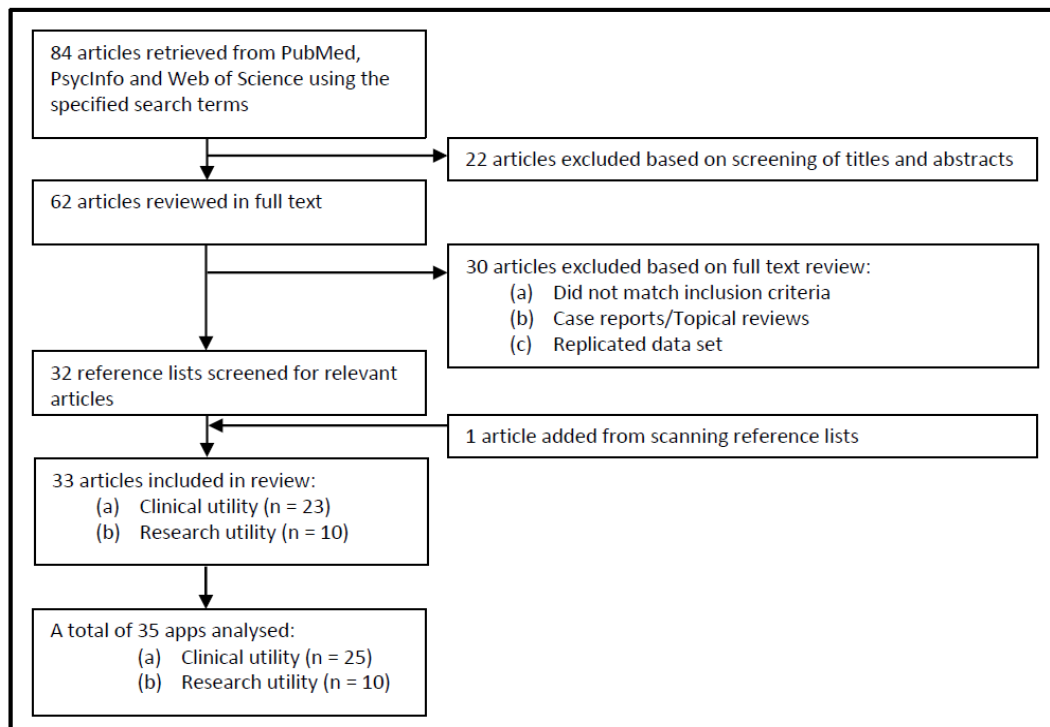 84 articles retrieved from PubMed,
PsycInfo and Web of Science using the
specified search terms
22 articles excluded based on screening of titles and abstracts
62 articles reviewed in full text
30 articles excluded based on full text review:
(a) Did not match inclusion criteria
(b) Case reports/Topical reviews
(c) Replicated data set
32 reference lists screened for relevant
articles
1 article added from scanning reference lists
33 articles included in review:
(a) Clinical utility (n = 23)
(b) Research utility (n = 10)
A total of 35 apps analysed:
(a) Clinical utility (n = 25)
(b) Research utility (n = 10)